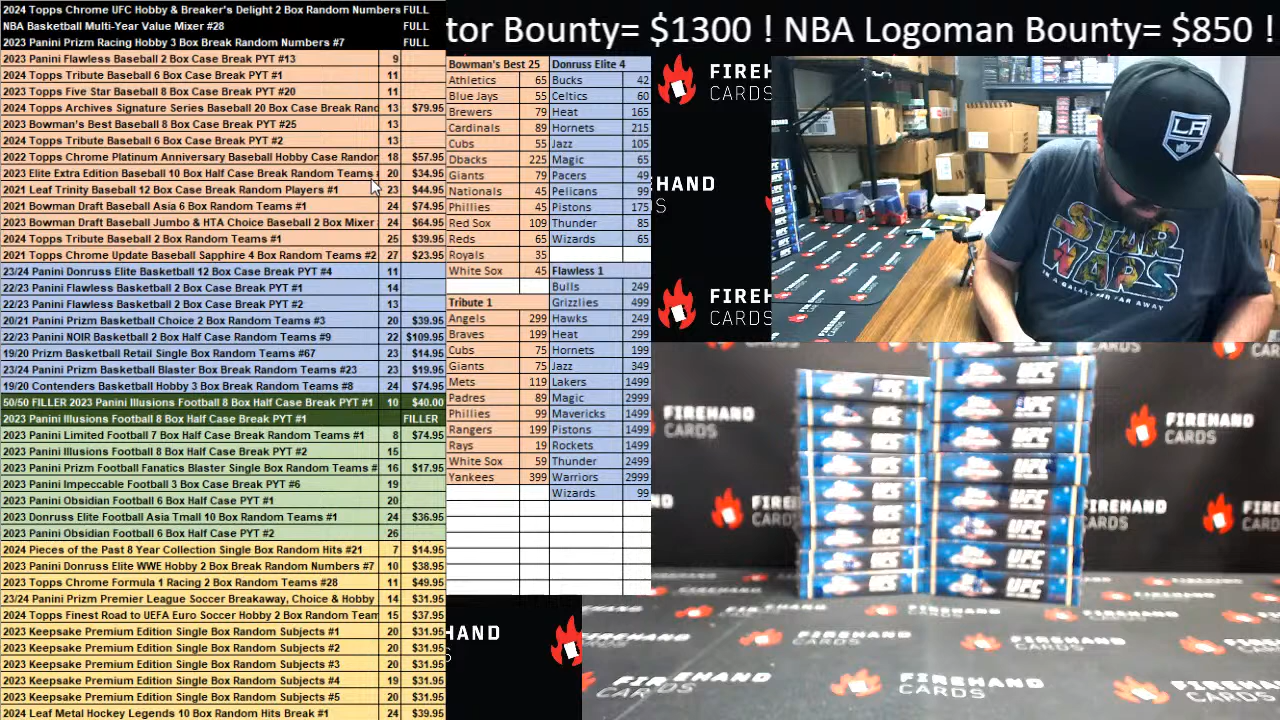 tor Bounty= $1300 ! NBA Logoman Bounty= $850 !
2024 Topps Chrome UFC Hobby & Breaker's Delight 2 Box Random Numbers FULL
NBA Basketball Multi-Year Value Mixer #28 FULL
2023 Panini Prizm Racing Hobby 3 Box Break Random Numbers #7 FULL
2023 Panini Flawless Baseball 2 Box Case Break PYT #13 9
2024 Topps Tribute Baseball 6 Box Case Break PYT #1 11
2023 Topps Five Star Baseball 8 Box Case Break PYT #20 11
2024 Topps Archives Signature Series Baseball 20 Box Case Break Ranc 13 $79.95
2023 Bowman's Best Baseball 8 Box Case Break PYT #25 13
2024 Topps Tribute Baseball 6 Box Case Break PYT #2 13
2022 Topps Chrome Platinum Anniversary Baseball Hobby Case Randor 18 $57.95
2023 Elite Extra Edition Baseball 10 Box Half Case Break Random Teams 20 $34.95
2021 Leaf Trinity Baseball 12 Box Case Break Random Players #1 23 $44.95
2021 Bowman Draft Baseball Asia 6 Box Random Teams #1 24 $74.95
2023 Bowman Draft Baseball Jumbo & HTA Choice Baseball 2 Box Mixer 24 $64.95
2024 Topps Tribute Baseball 2 Box Random Teams #1 25 $39.95
2021 Topps Chrome Update Baseball Sapphire 4 Box Random Teams #2 27 $23.95
23/24 Panini Donruss Elite Basketball 12 Box Case Break PYT #4 11
22/23 Panini Flawless Basketball 2 Box PYT #1 14
22/23 Panini Flawless Basketball 2 Box PYT #2 13
20/21 Panini Prizm Basketball Choice 2 Box Random Teams #3 20 $39.95
22/23 Panini NOIR Basketball 2 Box Random Teams #9 22 $109.95
19/20 Prizm Basketball Retail Single Box Random Teams #67 23 $14.95
23/24 Panini Prizm Basketball Blaster Box Break Random Teams #23 23 $19.95
19/20 Contenders Basketball Hobby 3 Box Break Random Teams #8 24 $74.95
50/50 FILLER 2023 Panini Illusions Football 8 Box Half Case Break PYT #1 10 $40.00
2023 Panini Illusions Football 8 Box Half Case Break PYT #1 FILLER
2023 Panini Limited Football 7 Box Half Case Break Random Teams #1 8 $74.95
2023 Panini Illusions Football 8 Box Half Case Break PYT #2 15
2023 Panini Prizm Football Fanatics Blaster Single Box Random Teams # 16 $17.95
2023 Panini Impeccable Football 3 Box Case PYT #6 19
2023 Panini Obsidian Football 6 Box Half Case PYT #1 20
2023 Donruss Elite Football Asia Tmall 10 Box Random Teams #1 24 $36.95
2023 Panini Obsidian Football 6 Box Half Case PYT #2 26
2024 Pieces of the Past 8 Year Collection Single Box Random Hits #21 7 $14.95
2023 Panini Donruss Elite WWE Hobby 2 Box Random Numbers #7 10 $38.95
2023 Topps Chrome Formula 1 Racing 2 Box Random Teams #28 11 $49.95
23/24 Panini Prizm Premier League Soccer Breakaway, Choice & Hobby 14 $31.95
2024 Topps Finest Road to UEFA Euro Soccer Hobby 2 Box Random Team 15 $37.95
2023 Keepsake Premium Edition Single Box Random Subjects #1 20 $31.95
2023 Keepsake Premium Edition Single Box Random Subjects #2 20 $31.95
2023 Keepsake Premium Edition Single Box Random Subjects #3 20 $31.95
2023 Keepsake Premium Edition Single Box Random Subjects #4 19 $31.95
2023 Keepsake Premium Edition Single Box Random Subjects #5 20 $31.95
2024 Leaf Metal Hockey Legends 10 Box Random Hits Break #1 24 $39.95
Bowman's Best 25
Athletics 65
Blue Jays 55
Brewers 79
Cardinals 89
Cubs 55
Dbacks 225
Giants 79
Nationals 45
Phillies 45
Red Sox 109
Reds 65
Royals 35
White Sox 45
Tribute 1
Angels 299
Braves 199
Cubs 75
Giants 75
Mets 119
Padres 89
Phillies 99
Rangers 199
Rays 19
White Sox 59
Yankees 399
Donruss Elite 4
Bucks 42
Celtics 60
Heat 165
Hornets 215
Jazz 105
Magic 65
Pacers 49
Pelicans 99
Pistons 175
Thunder 85
Wizards 65
Flawless 1
Bulls 249
Grizzlies 499
Hawks 249
Heat 299
Hornets 199
Jazz 349
Lakers 1499
Magic 2999
Mavericks 1499
Pistons 1499
Rockets 1499
Thunder 2499
Warriors 2999
Wizards 99
FIREH
CARDS
HAND
FIREH
CARDS
HAND
LA
STAR
WARS
IN A GALAXY FAR FAR AWAY
UFC
UFC
UFC
UFC
UFC
UFC
UFC
UFC
FIREHAND
CARDS
FIREHAND
CARDS
FIREHAND
CARDS
FIREHAND
CARDS
FIREHAND
CARDS